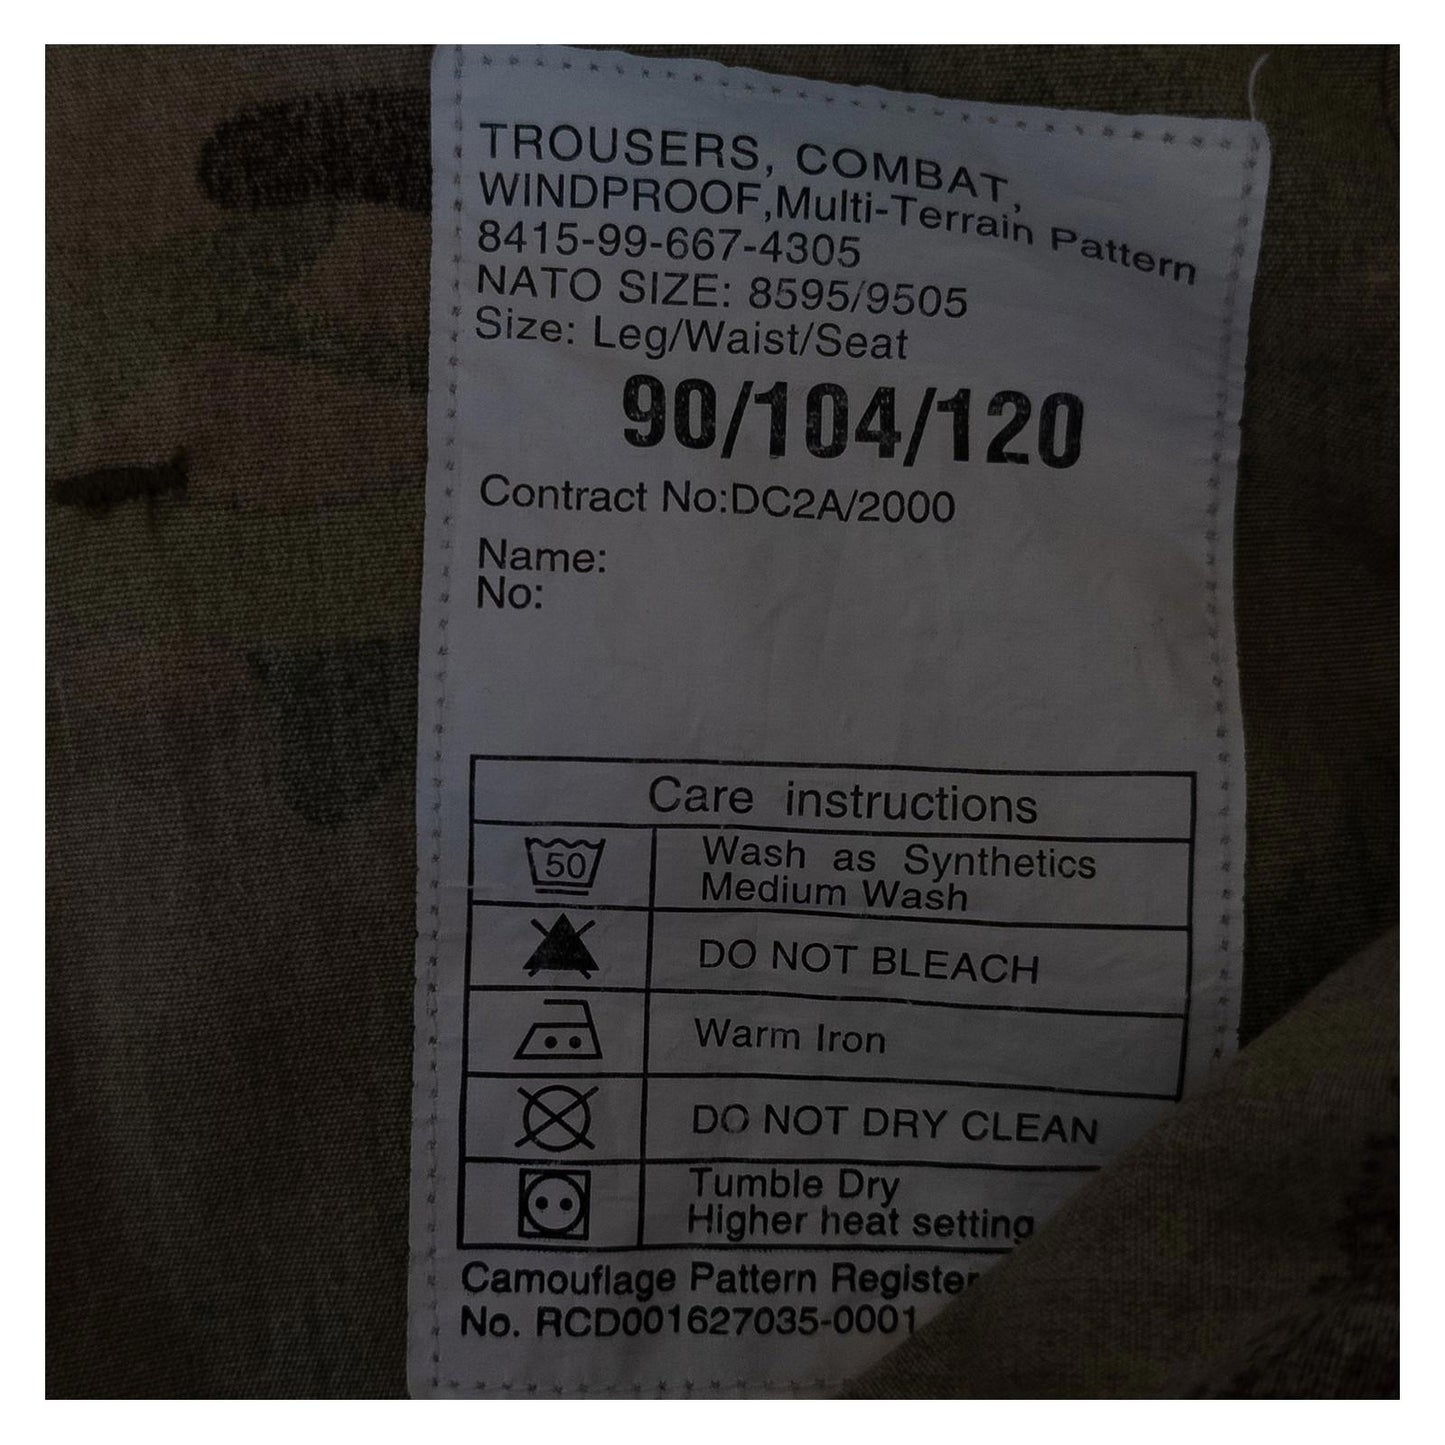 TROUSERS, COMBAT,
WINDPROOF,Multi-Terrain Pattern
8415-99-667-4305
NATO SIZE: 8595/9505
Size: Leg/Waist/Seat
90/104/120
Contract No:DC2A/2000
Name:
No:
Care instructions
50
Wash as Synthetics
Medium Wash
DO NOT BLEACH
Warm Iron
DO NOT DRY CLEAN
Tumble Dry
Higher heat setting
Camouflage Pattern Register
No. RCD001627035-0001